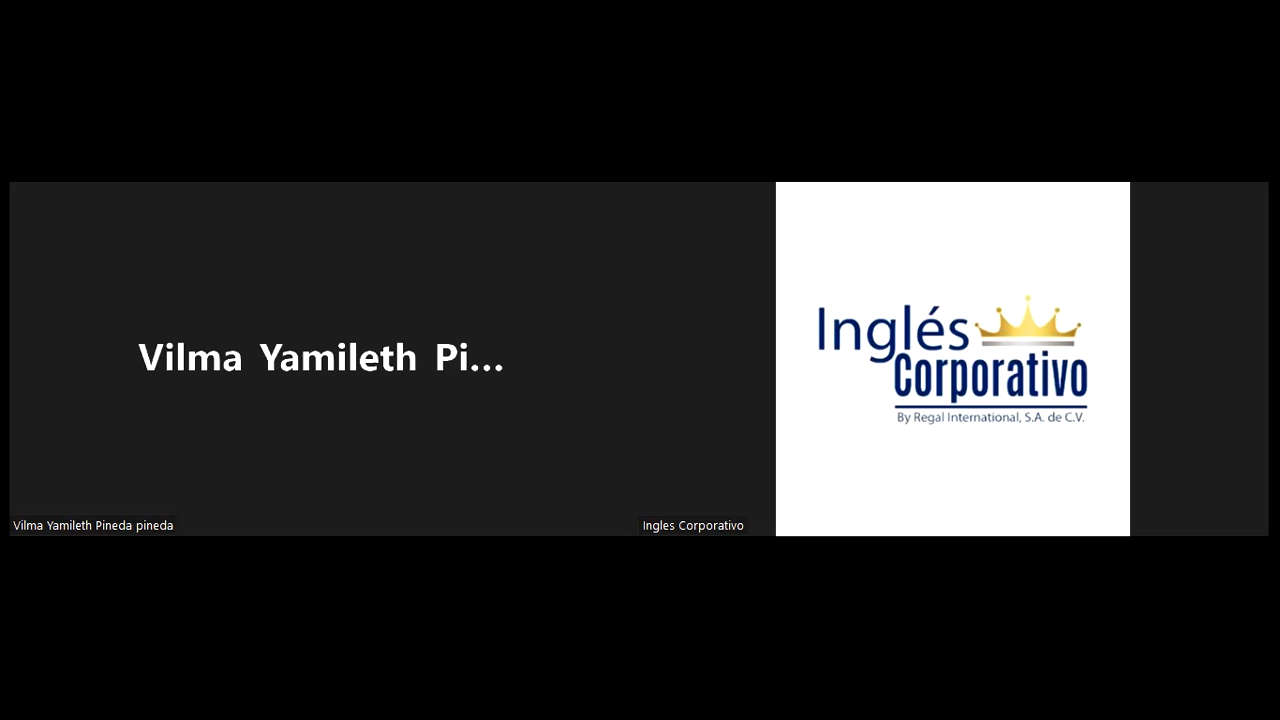 Vilma Yamileth Pi...
Inglés
Corporativo
By Regal International, S.A. de C.V.
Vilma Yamileth Pineda pineda
Ingles Corporativo